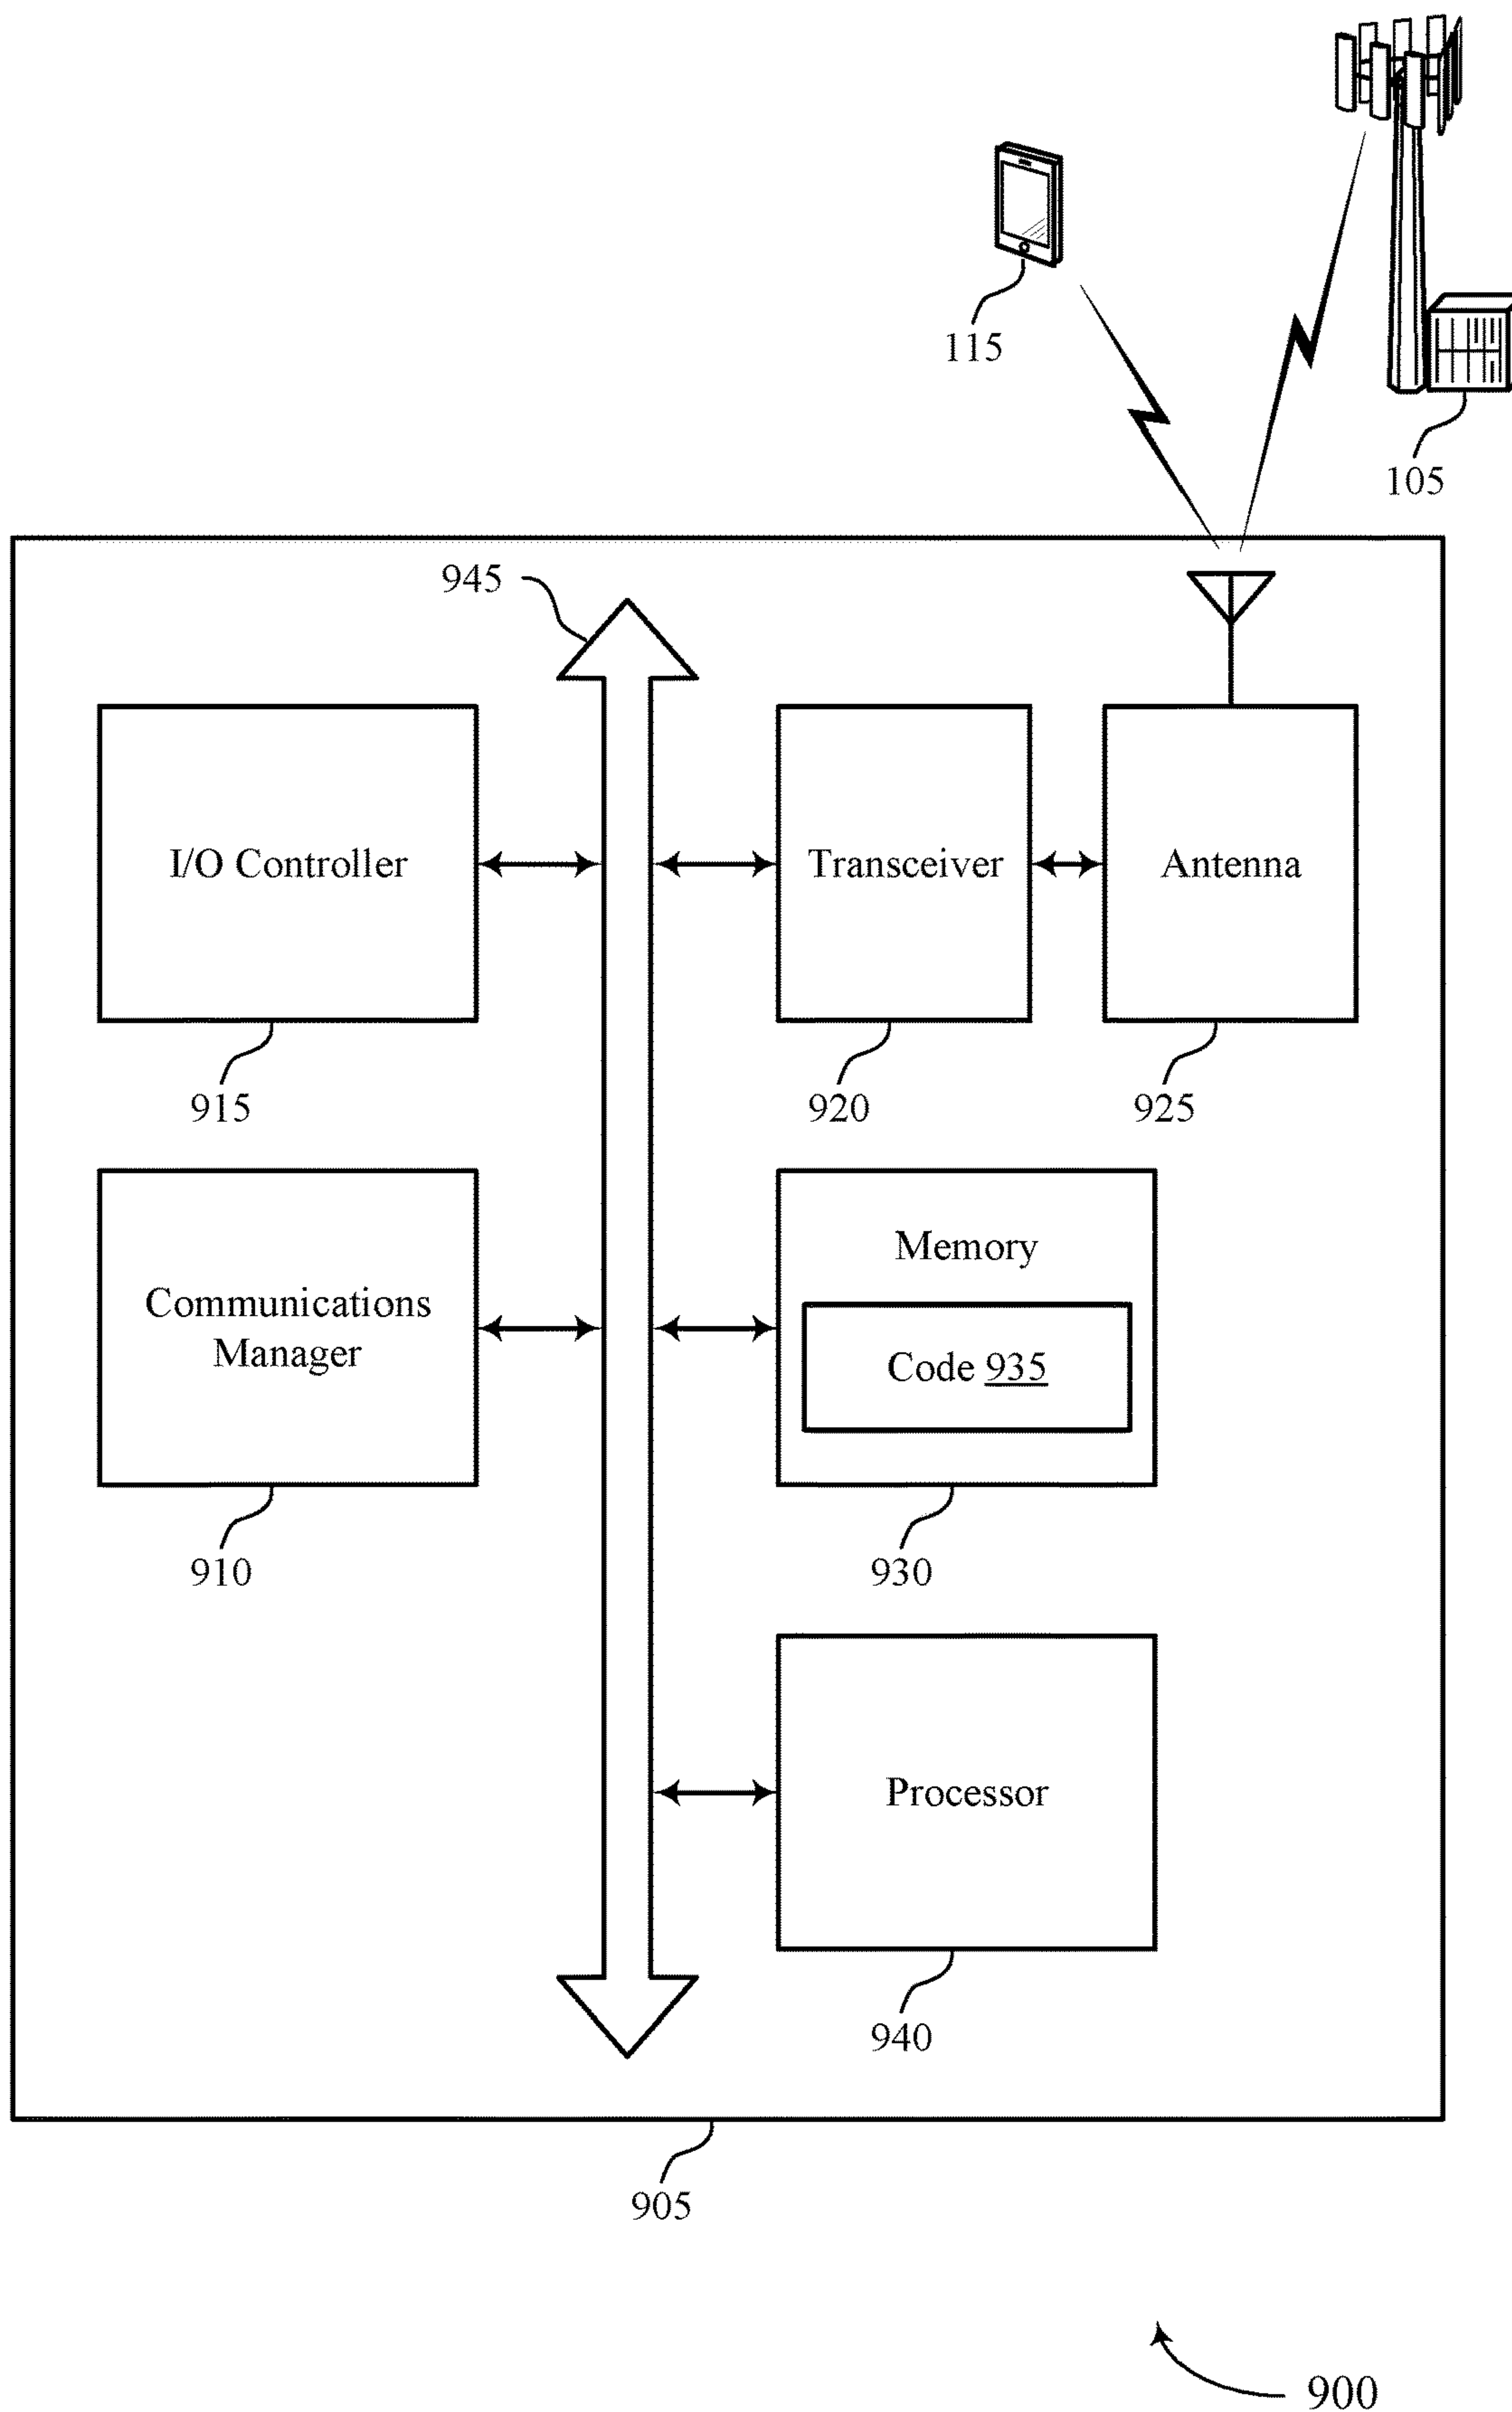 115
105
945
I/O Controller
Transceiver
Antenna
915
920
925
Communications
Manager
Memory
Code 935
910
930
Processor
940
905
900